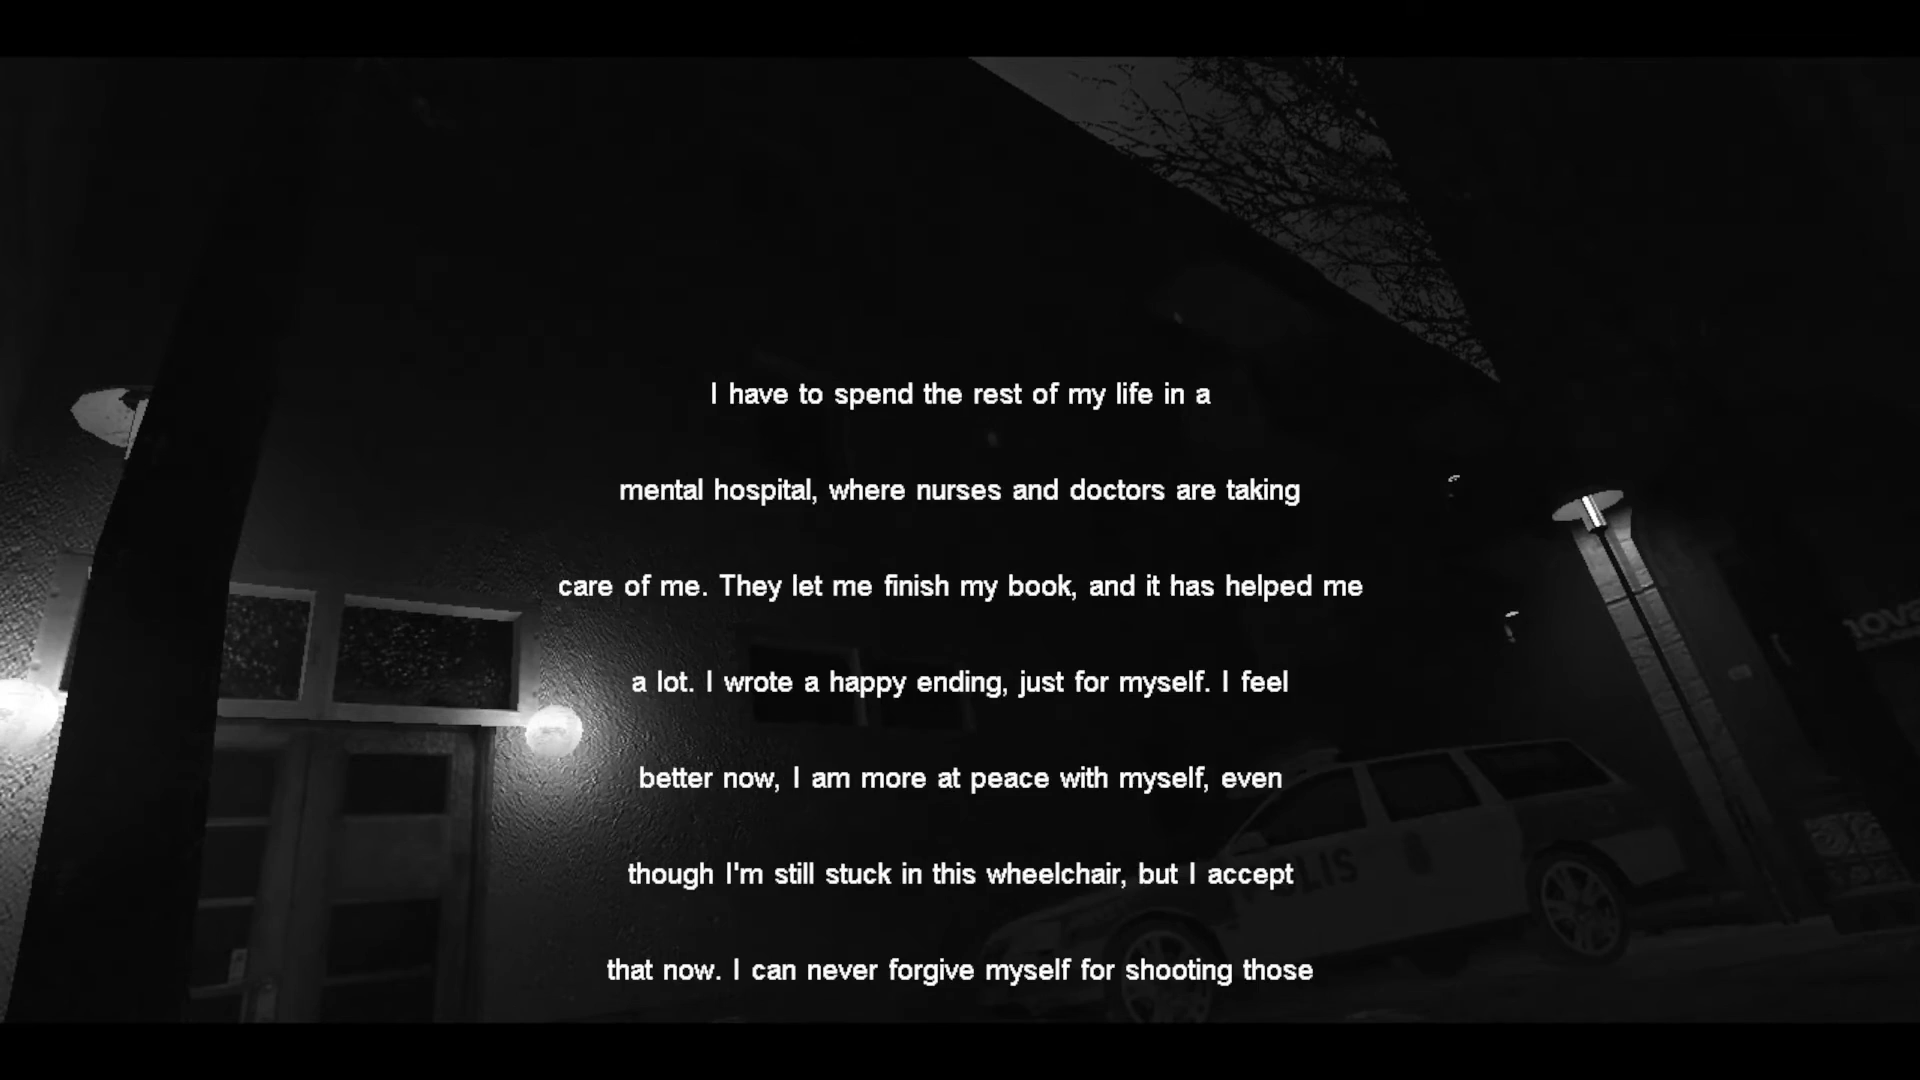 I have to spend the rest of my life in a
mental hospital, where nurses and doctors are taking
care of me. They let me finish my book, and it has helped me
a lot. I wrote a happy ending, just for myself. I feel
better now, I am more at peace with myself, even
though I'm still stuck in this wheelchair, but I accept
that now. I can never forgive myself for shooting those
LIS